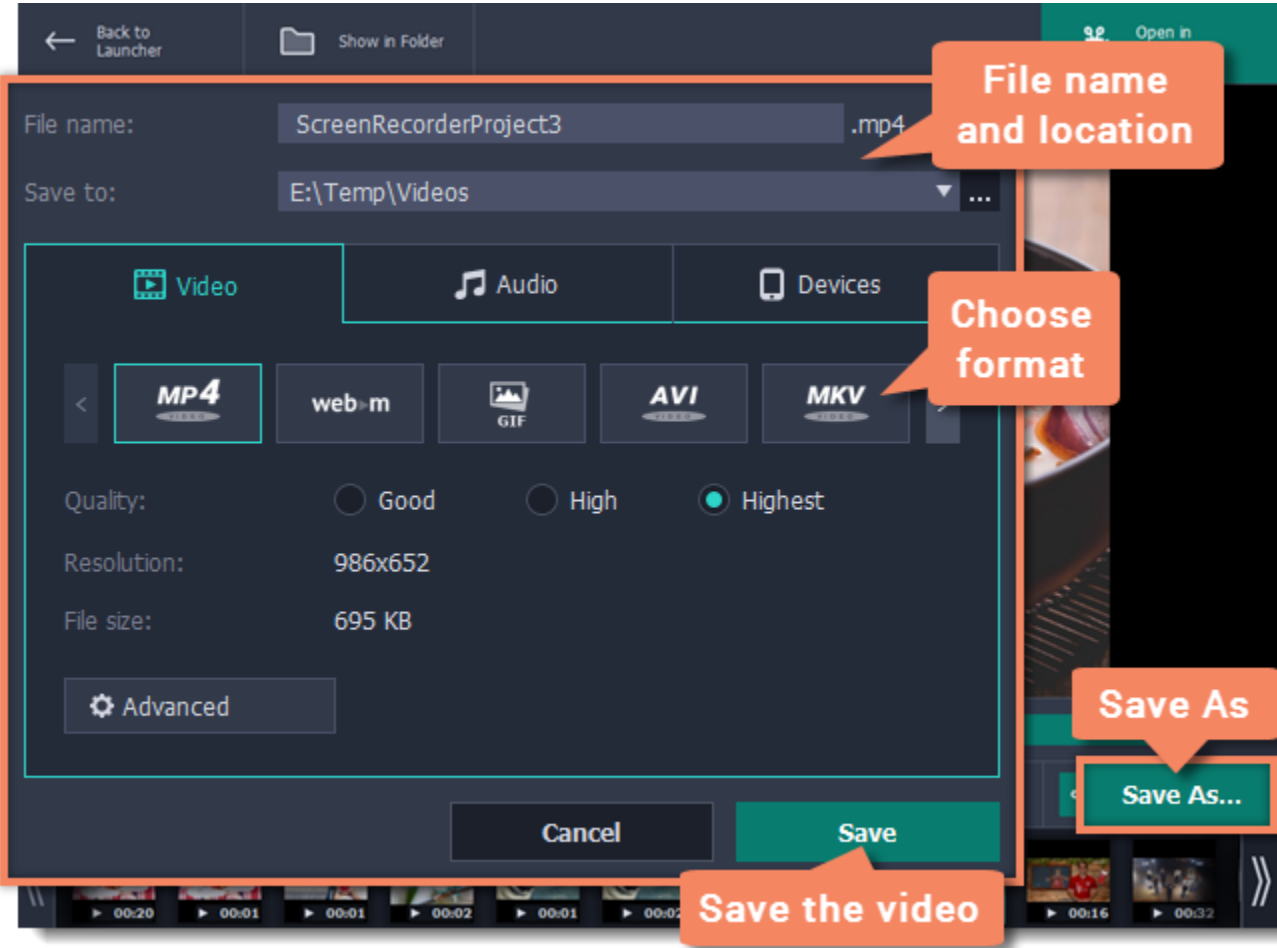 Back to
Launcher
Show in Folder
Open in
File name
and location
File name:
ScreenRecorderProject3
.mp4
Save to:
E:\Temp\Videos
...
Video
Audio
Devices
Choose
format
<
MP4
VIDEO
web m
GIF
AVI
VIDEO
MKV
VIDEO
Quality:
Good
High
Highest
Resolution:
986x652
File size:
695 KB
Advanced
Save As
Save As...
Cancel
Save
Save the video
00:20
00:01
00:01
00:02
00:01
00:16
00:32